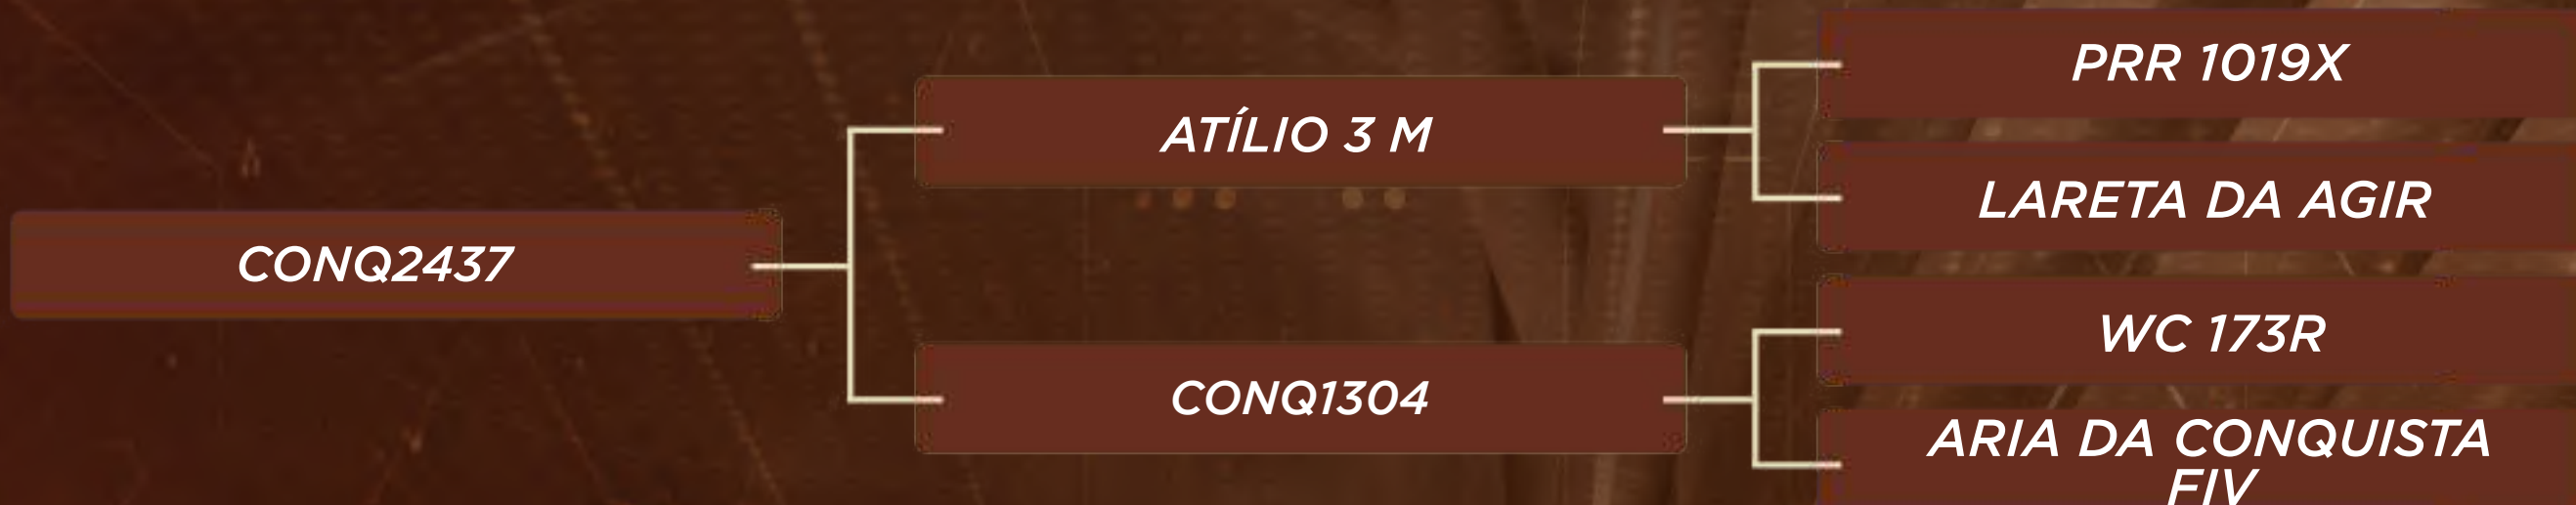 PRR 1019X
ATÍLIO 3 M
LARETA DA AGIR
CONQ2437
WC 173R
CONQ1304
ARIA DA CONQUISTA
FIV